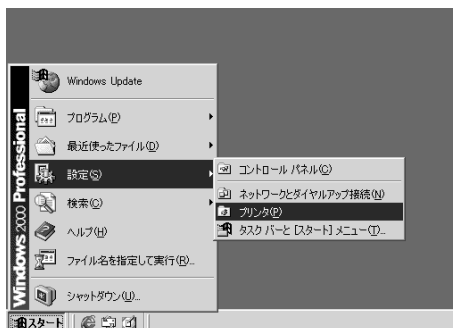 Windows Update
プログラム(P)
最近使ったファイル(D)
設定(S)
検索(C)
ヘルプ(H)
ファイル名を指定して実行(R)...
シャットダウン(U)...
コントロール パネル(C)
ネットワークとダイヤルアップ接続(N)
プリンタ(P)
タスク バーと [スタート] メニュー(T)...
Windows 2000 Professional
スタート